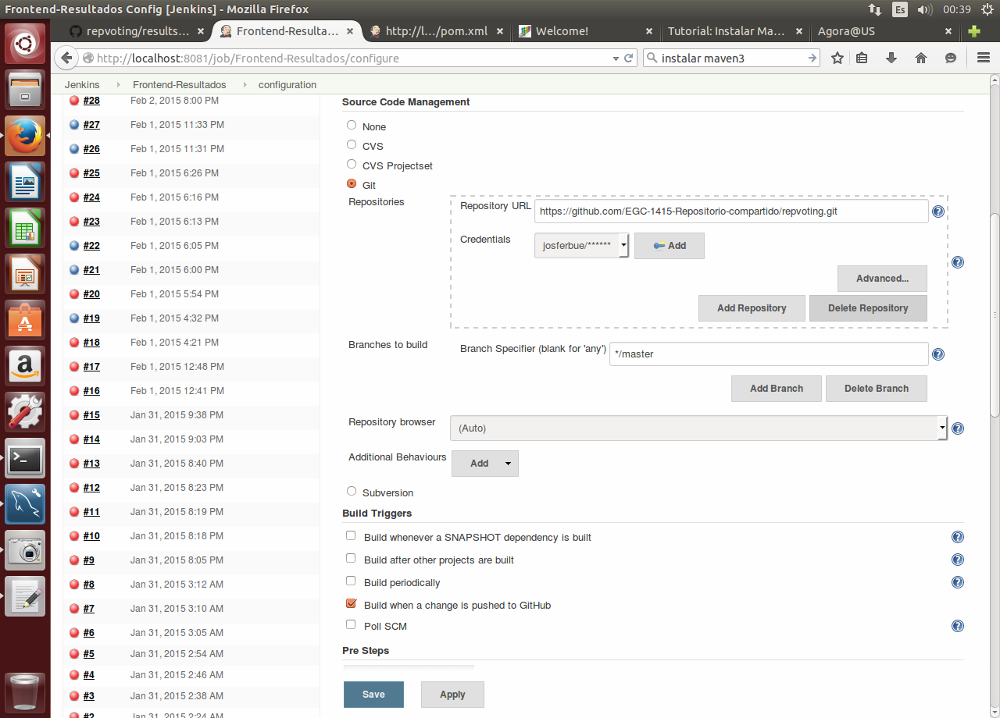 Frontend-Resultados Config [Jenkins] - Mozilla Firefox
Es
00:39
repvoting/results...
Frontend-Resulta...
http://l.../pom.xml
Welcome!
Tutorial: Instalar Ma...
Agora@US
http://localhost:8081/job/Frontend-Resultados/configure
instalar maven3
Jenkins
Frontend-Resultados
configuration
#28 Feb 2, 2015 8:00 PM
#27 Feb 1, 2015 11:33 PM
#26 Feb 1, 2015 11:31 PM
#25 Feb 1, 2015 6:26 PM
#24 Feb 1, 2015 6:16 PM
#23 Feb 1, 2015 6:13 PM
#22 Feb 1, 2015 6:05 PM
#21 Feb 1, 2015 6:00 PM
#20 Feb 1, 2015 5:54 PM
#19 Feb 1, 2015 4:32 PM
#18 Feb 1, 2015 4:21 PM
#17 Feb 1, 2015 12:48 PM
#16 Feb 1, 2015 12:41 PM
#15 Jan 31, 2015 9:38 PM
#14 Jan 31, 2015 9:03 PM
#13 Jan 31, 2015 8:40 PM
#12 Jan 31, 2015 8:23 PM
#11 Jan 31, 2015 8:19 PM
#10 Jan 31, 2015 8:18 PM
#9 Jan 31, 2015 8:05 PM
#8 Jan 31, 2015 3:12 AM
#7 Jan 31, 2015 3:10 AM
#6 Jan 31, 2015 3:05 AM
#5 Jan 31, 2015 2:54 AM
#4 Jan 31, 2015 2:46 AM
#3 Jan 31, 2015 2:38 AM
#2 Jan 31, 2015 2:24 AM
Source Code Management
None
CVS
CVS Projectset
Git
Repositories
Repository URL
https://github.com/EGC-1415-Repositorio-compartido/repvoting.git
Credentials
josferbue/******
Add
Advanced...
Add Repository
Delete Repository
Branches to build
Branch Specifier (blank for 'any')
*/master
Add Branch
Delete Branch
Repository browser
(Auto)
Additional Behaviours
Add
Subversion
Build Triggers
Build whenever a SNAPSHOT dependency is built
Build after other projects are built
Build periodically
Build when a change is pushed to GitHub
Poll SCM
Pre Steps
Save
Apply